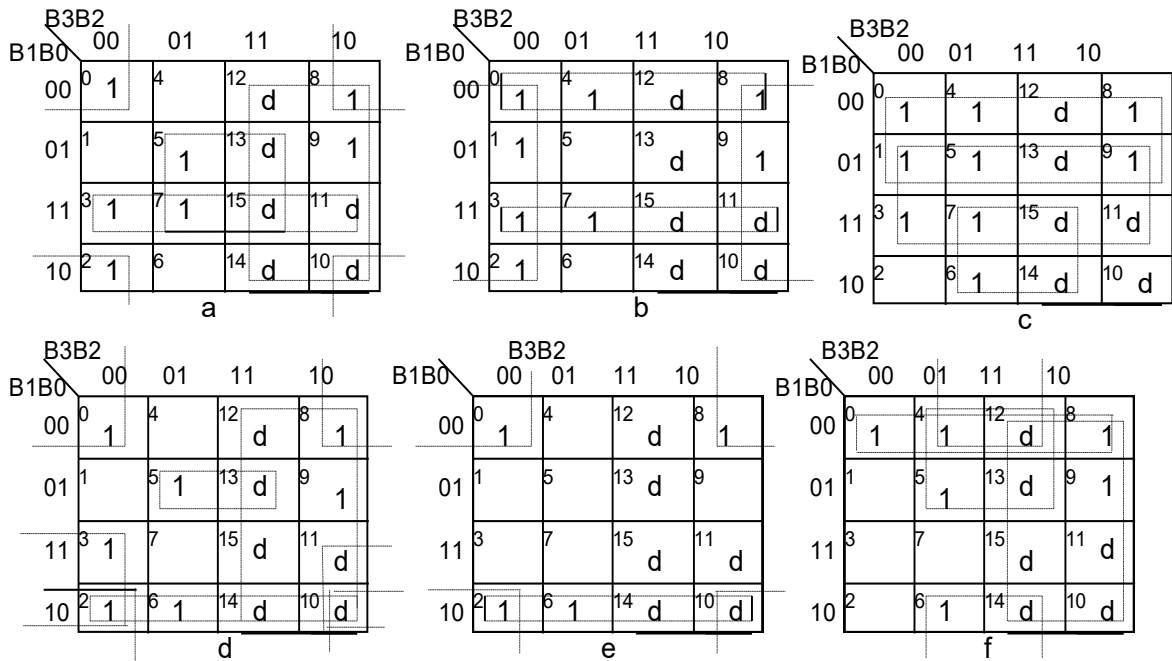 B3B2
B1B0 00 01 11 10
00 0 1 4 12 d 8 1
01 1 5 1 13 d 9 1
11 3 1 7 1 15 d 11 d
10 2 1 6 14 d 10 d
a
B3B2
B1B0 00 01 11 10
00 0 1 4 1 12 d 8 1
01 1 1 5 13 d 9 1
11 3 1 7 1 15 d 11 d
10 2 1 6 14 d 10 d
b
B3B2
B1B0 00 01 11 10
00 0 1 4 1 12 d 8 1
01 1 1 5 1 13 d 9 1
11 3 1 7 1 15 d 11 d
10 2 6 1 14 d 10 d
c
B3B2
B1B0 00 01 11 10
00 0 1 4 12 d 8 1
01 1 5 1 13 d 9 1
11 3 1 7 15 d 11 d
10 2 1 6 1 14 d 10 d
d
B3B2
B1B0 00 01 11 10
00 0 1 4 12 d 8 1
01 1 5 13 d 9
11 3 7 15 d 11 d
10 2 1 6 1 14 d 10 d
e
B3B2
B1B0 00 01 11 10
00 0 1 4 1 12 d 8 1
01 1 5 1 13 d 9 1
11 3 7 15 d 11 d
10 2 6 1 14 d 10 d
f